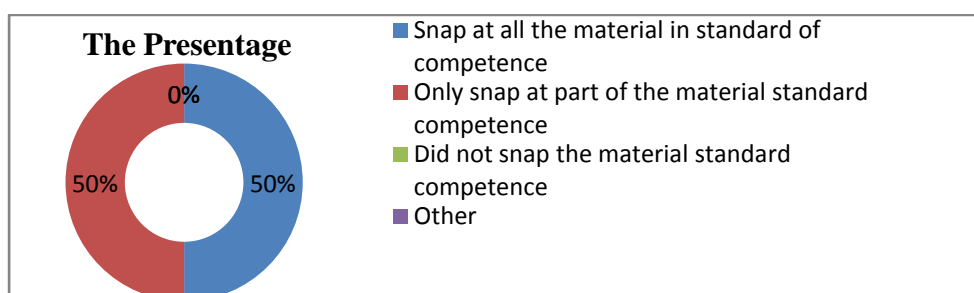 The Presentage
0%
50%
50%
Snap at all the material in standard of
competence
Only snap at part of the material standard
competence
Did not snap the material standard
competence
Other